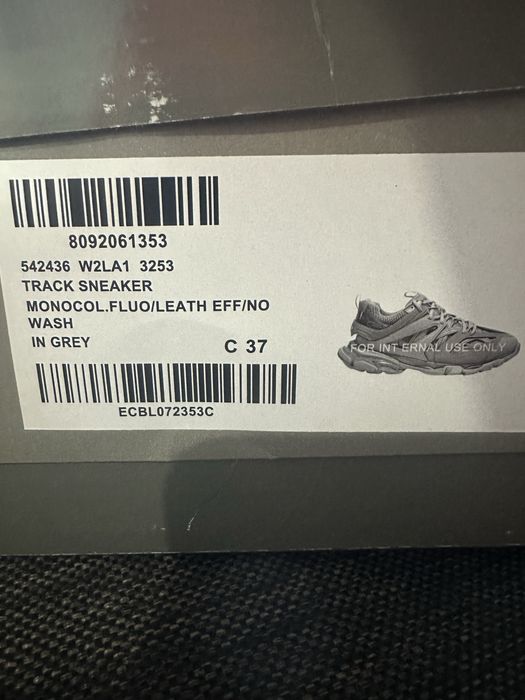 8092061353
542436 W2LA1 3253
TRACK SNEAKER
MONOCOL.FLUO/LEATH EFF/NO
WASH
IN GREY C 37
FOR INT ERNAL USE ONLY
ECBL072353C